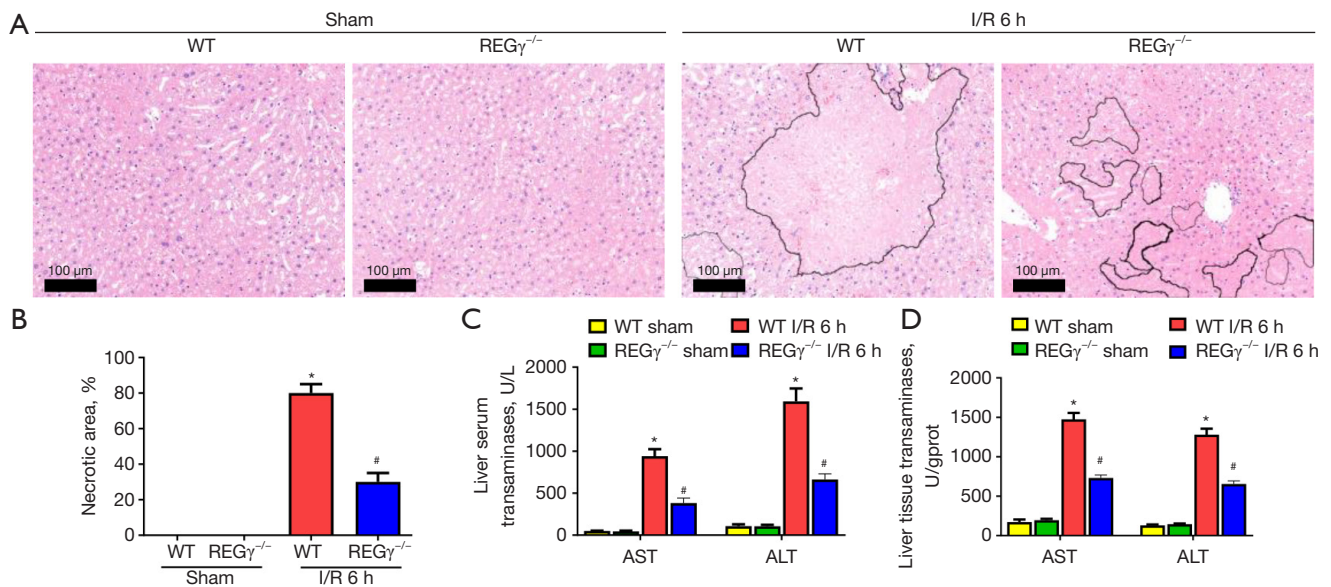 A
Sham
I/R 6 h
WT
REGγ−/−
WT
REGγ−/−
100 μm
100 μm
100 μm
100 μm
B
Necrotic area, %
100
80
60
40
20
0
*
#
WT
REGγ−/−
WT
REGγ−/−
Sham
I/R 6 h
C
WT sham
WT I/R 6 h
REGγ−/− sham
REGγ−/− I/R 6 h
Liver serum
transaminases, U/L
2000
1500
1000
500
0
*
#
*
#
AST
ALT
D
WT sham
WT I/R 6 h
REGγ−/− sham
REGγ−/− I/R 6 h
Liver tissue transaminases,
U/gprot
2000
1500
1000
500
0
*
#
*
#
AST
ALT